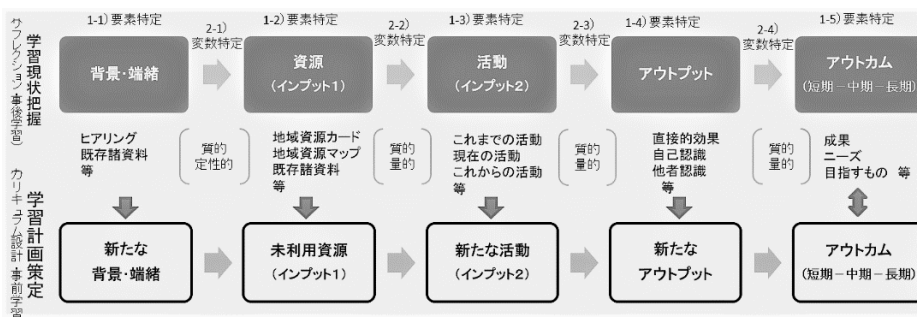 1-1)要素特定
1-2)要素特定
1-3)要素特定
1-4)要素特定
1-5)要素特定
2-1)
変数特定
2-2)
変数特定
2-3)
変数特定
2-4)
変数特定
学習現状把握
リフレクション・事後学習)
背景・端緒
資源
(インプット1)
活動
(インプット2)
アウトプット
アウトカム
(短期-中期-長期)
ヒアリング
既存諸資料
等
質的
定性的
地域資源カード
地域資源マップ
既存諸資料
等
質的
量的
これまでの活動
現在の活動
これからの活動
等
質的
量的
直接的効果
自己認識
他者認識
等
質的
量的
成果
ニーズ
目指すもの 等
学習計画策定
カリキュラム設計・事前学習
新たな
背景・端緒
未利用資源
(インプット1)
新たな活動
(インプット2)
新たな
アウトプット
アウトカム
(短期-中期-長期)